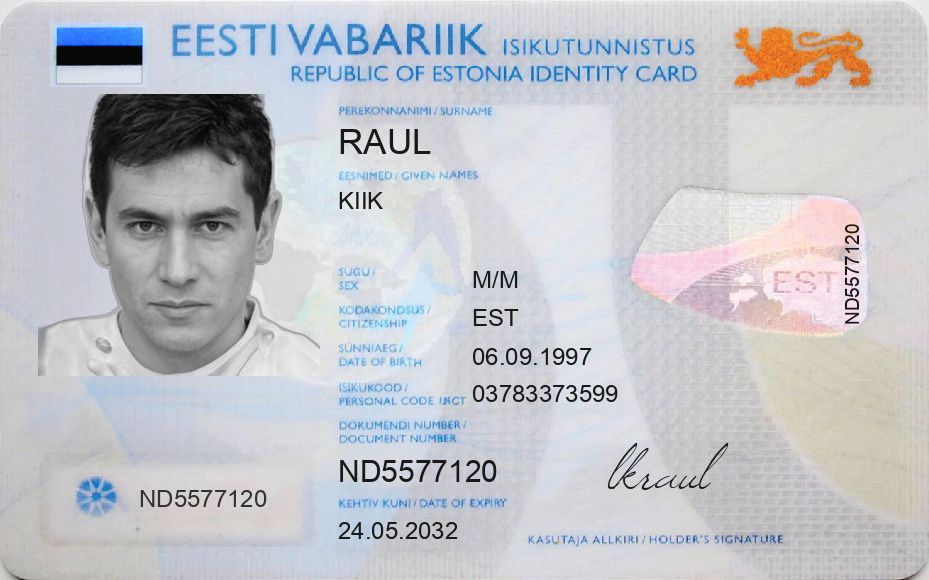 EESTI VABARIIK ISIKUTUNNISTUS
REPUBLIC OF ESTONIA IDENTITY CARD
PEREKONNANIMI / SURNAME
RAUL
EESNIMED / GIVEN NAMES
KIIK
SUGU /
SEX
M/M
KODAKONDSUS /
CITIZENSHIP
EST
SÜNNIAEG /
DATE OF BIRTH
06.09.1997
ISIKUKOOD /
PERSONAL CODE
03783373599
DOKUMENDI NUMBER /
DOCUMENT NUMBER
ND5577120
KEHTIV KUNI / DATE OF EXPIRY
24.05.2032
ND5577120
EST
ND5577120
lkraul
KASUTAJA ALLKIRI / HOLDER'S SIGNATURE